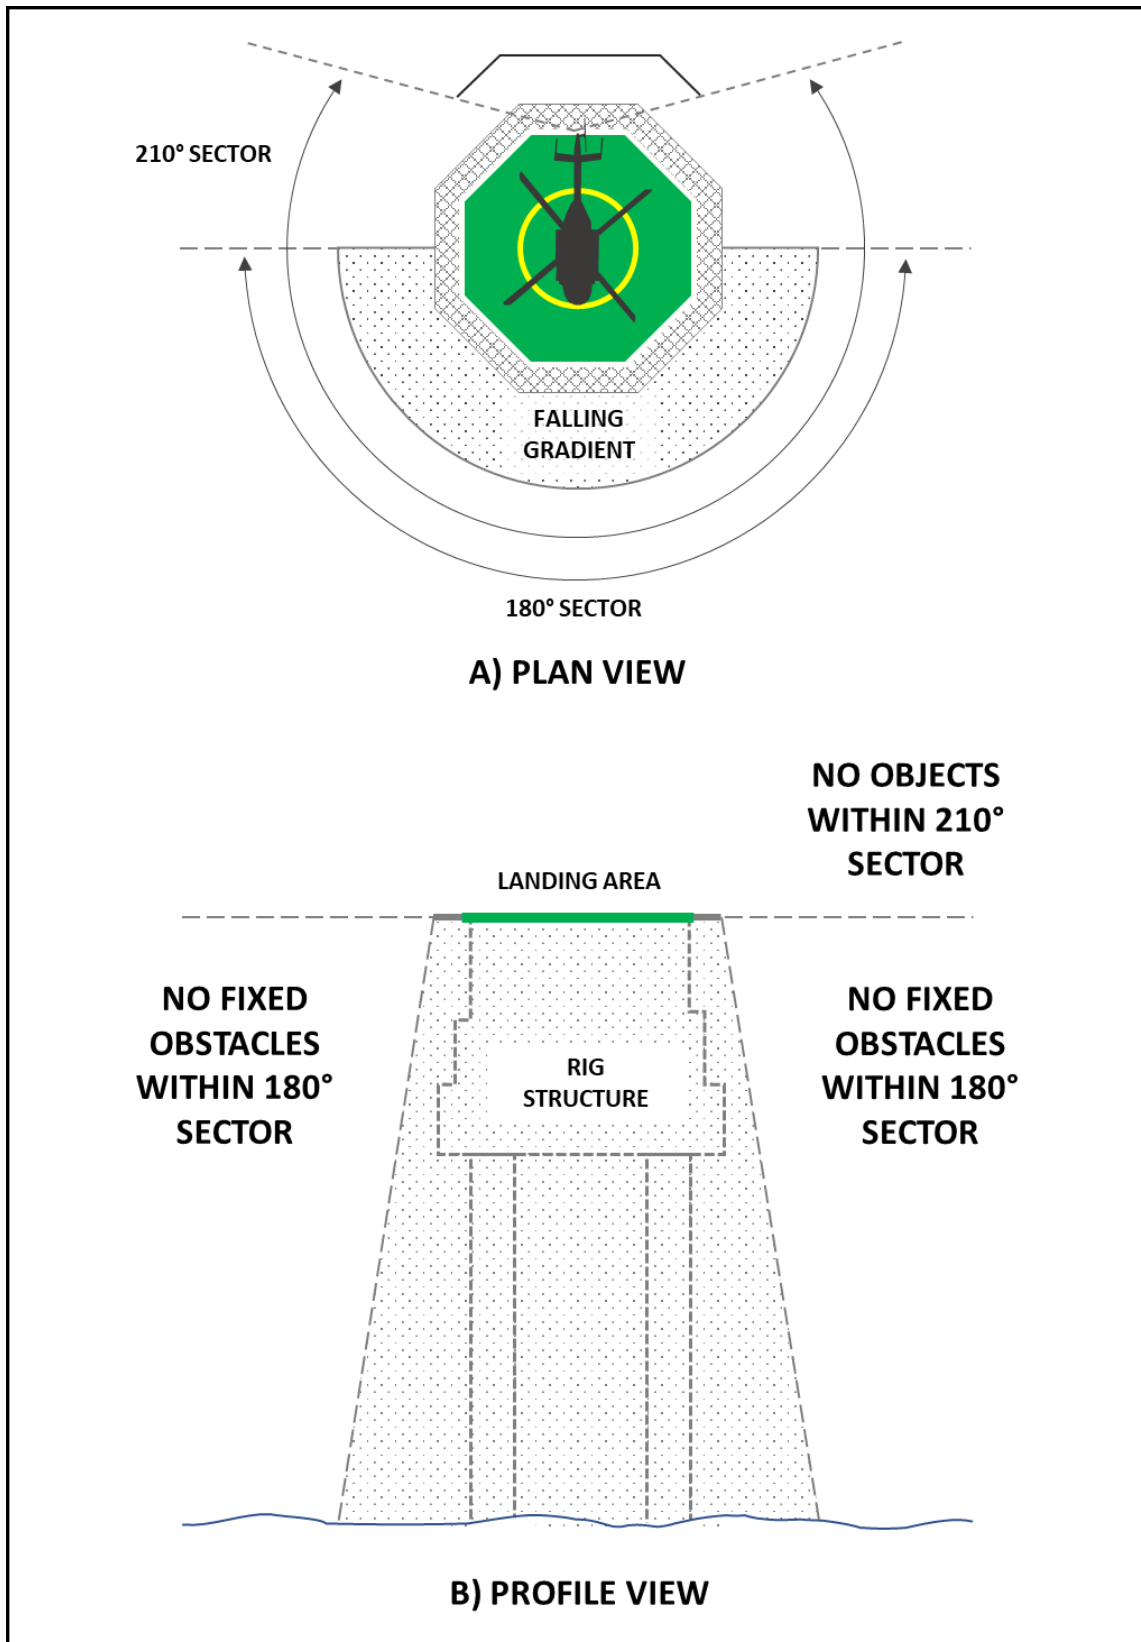 210° SECTOR
FALLING
GRADIENT
180° SECTOR
A) PLAN VIEW
NO OBJECTS
WITHIN 210°
SECTOR
LANDING AREA
NO FIXED
OBSTACLES
WITHIN 180°
SECTOR
RIG
STRUCTURE
NO FIXED
OBSTACLES
WITHIN 180°
SECTOR
B) PROFILE VIEW